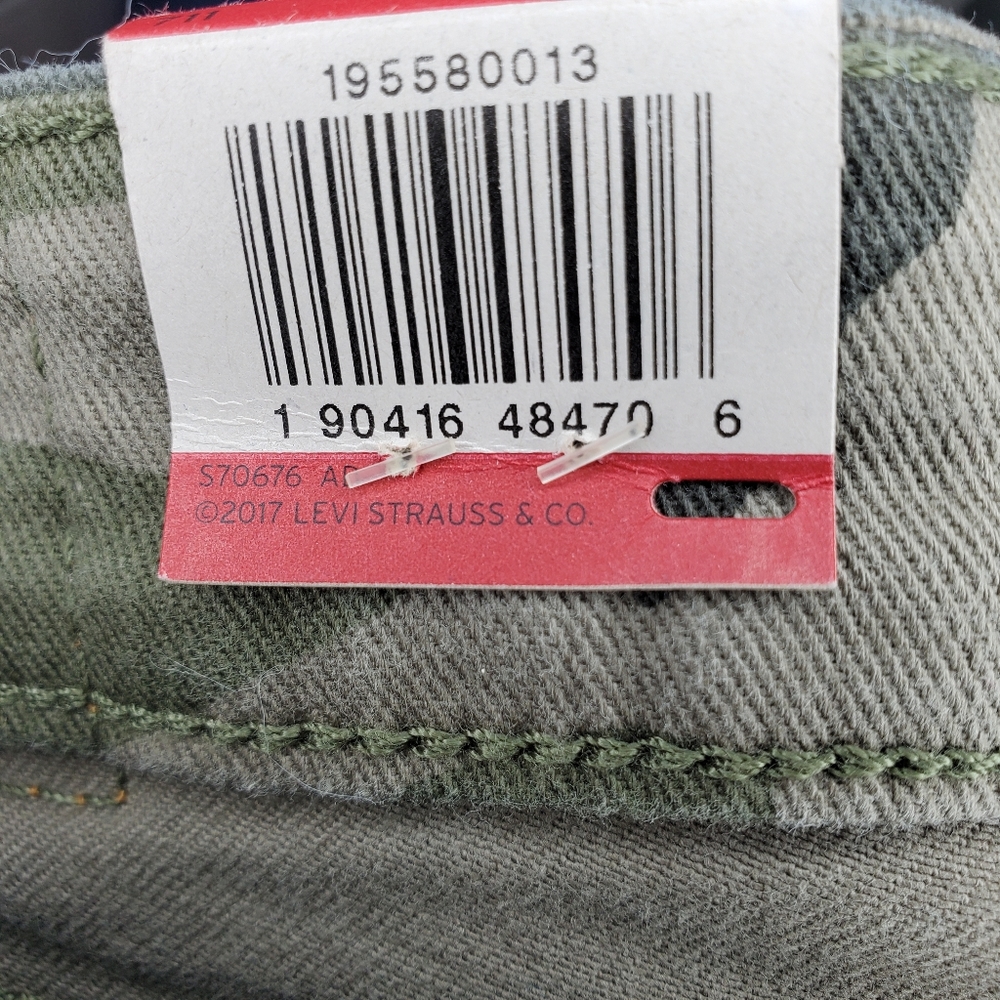 195580013
1 90416 48470 6
S70676
©2017 LEVI STRAUSS & CO.